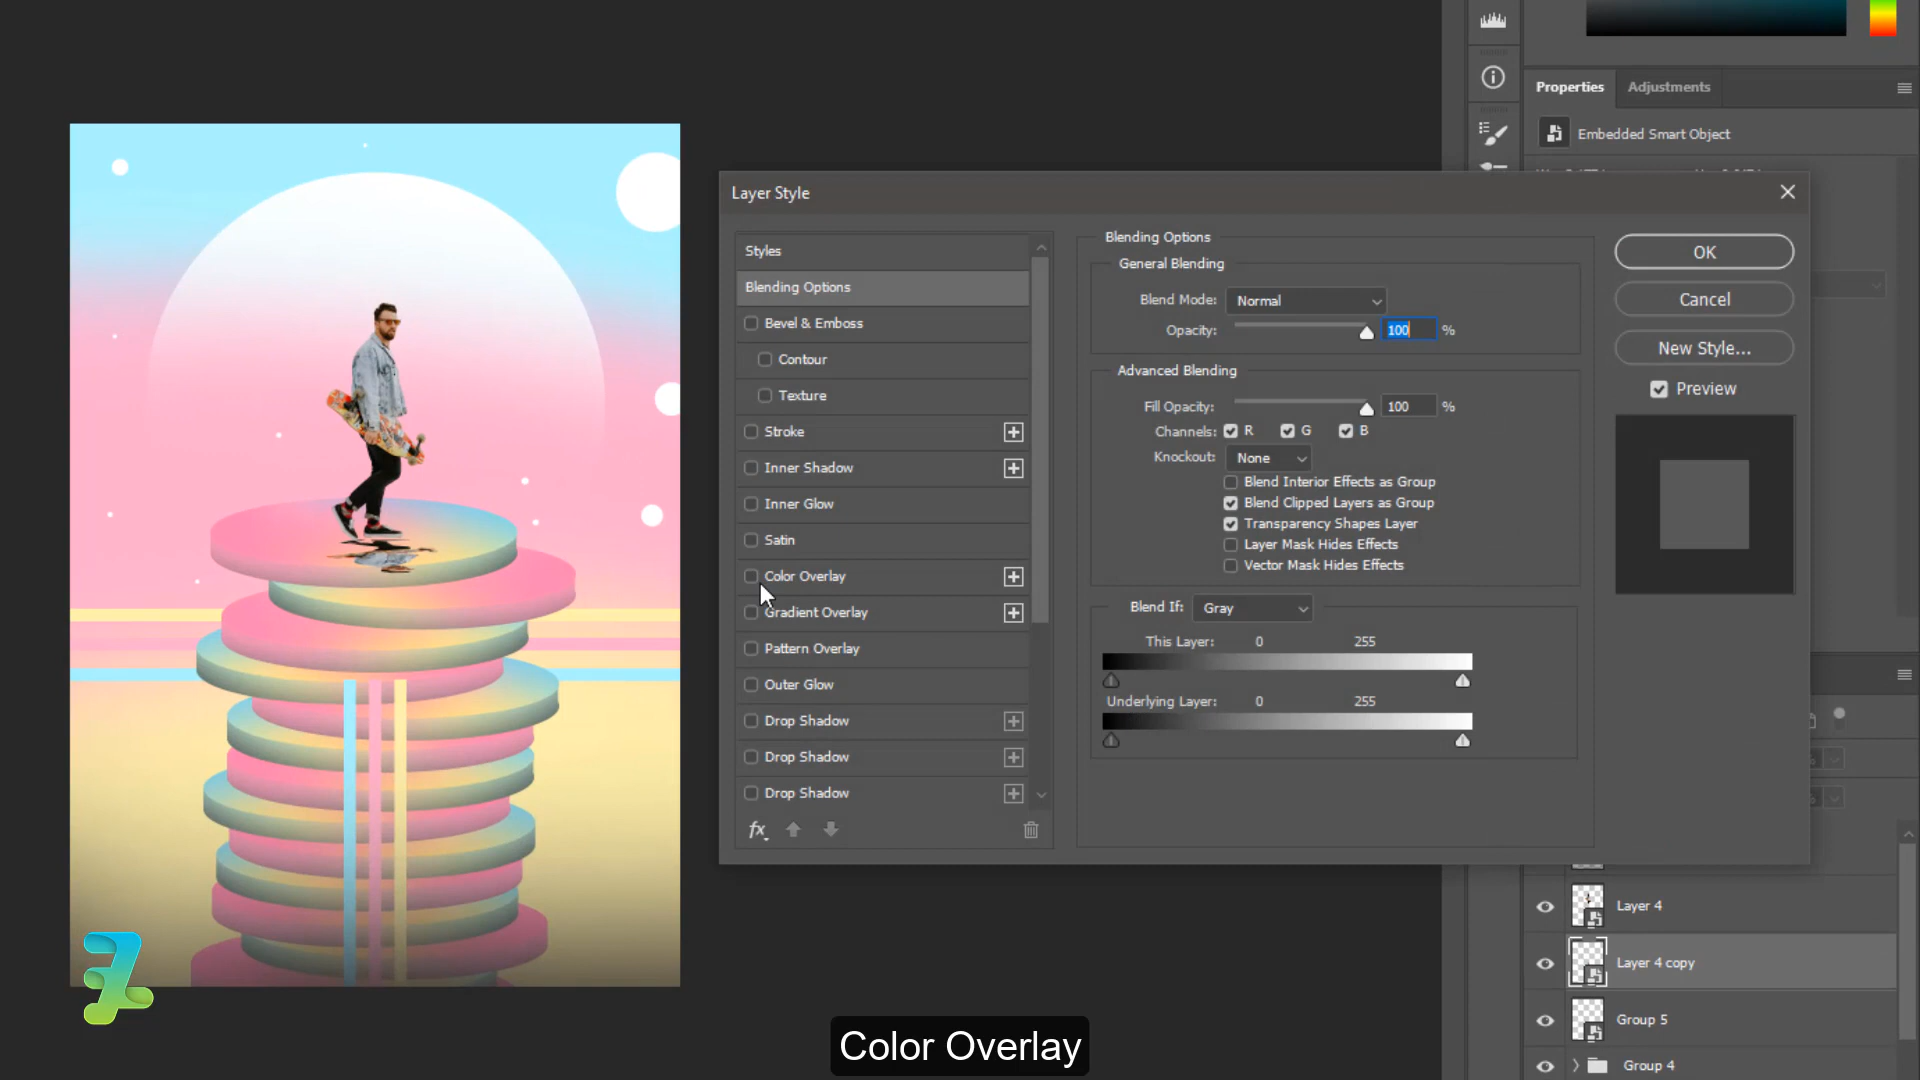 Properties
Adjustments
Embedded Smart Object
Layer Style
Styles
Blending Options
Bevel & Emboss
Contour
Texture
Stroke
Inner Shadow
Inner Glow
Satin
Color Overlay
Gradient Overlay
Pattern Overlay
Outer Glow
Drop Shadow
Drop Shadow
Drop Shadow
fx
Blending Options
General Blending
Blend Mode: Normal
Opacity: 100 %
Advanced Blending
Fill Opacity: 100 %
Channels: R G B
Knockout: None
Blend Interior Effects as Group
Blend Clipped Layers as Group
Transparency Shapes Layer
Layer Mask Hides Effects
Vector Mask Hides Effects
Blend If: Gray
This Layer: 0 255
Underlying Layer: 0 255
OK
Cancel
New Style...
Preview
Layer 4
Layer 4 copy
Group 5
Group 4
Color Overlay